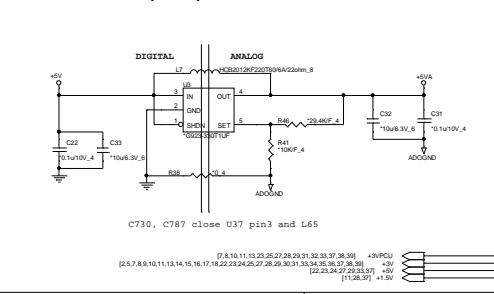 DIGITAL ANALOG
L7 HCB2012KF220T60/6A/22ohm_8
+5V
+5VA
U3
3 IN OUT 4
2 GND
1 SHDN SET 5
*G923-330T1UF
R46 *29.4K/F_4
C32
*10u/6.3V_6
C31
*0.1u/10V_4
C22
*0.1u/10V_4
C33
*10u/6.3V_6
R41
*10K/F_4
R38 *0_4
ADOGND
ADOGND
C730, C787 close U37 pin3 and L65
[7,8,10,11,13,23,25,27,28,29,31,32,33,37,38,39] +3VPCU
[2,5,7,8,9,10,11,13,14,15,16,17,18,22,23,24,25,27,28,29,30,31,33,34,35,36,37,38,39] +3V
[22,23,24,27,29,33,37] +5V
[11,28,37] +1.5V